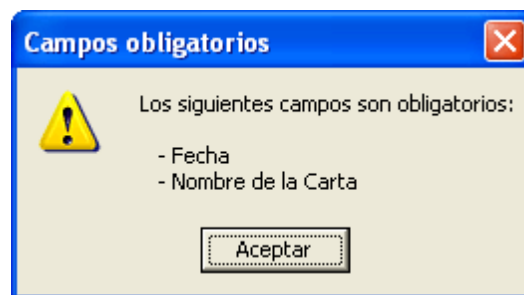 Campos obligatorios
Los siguientes campos son obligatorios:
- Fecha
- Nombre de la Carta
Aceptar